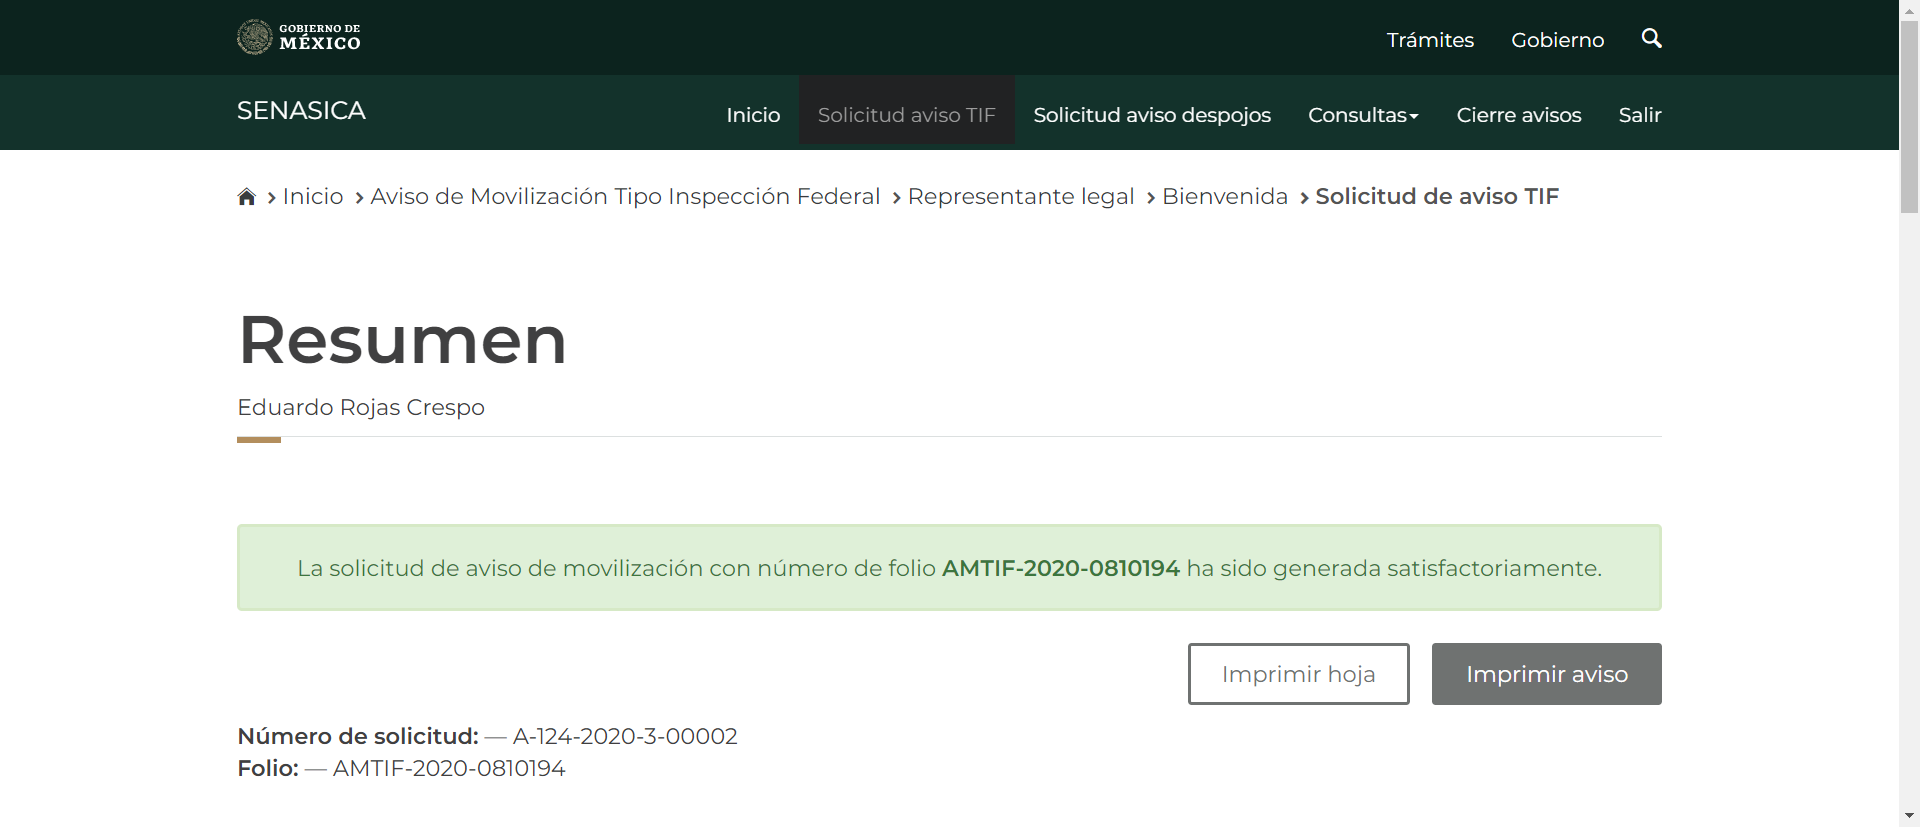 GOBIERNO DE
MÉXICO
Trámites Gobierno
SENASICA
Inicio Solicitud aviso TIF Solicitud aviso despojos Consultas Cierre avisos Salir
Inicio Aviso de Movilización Tipo Inspección Federal Representante legal Bienvenida Solicitud de aviso TIF
Resumen
Eduardo Rojas Crespo
La solicitud de aviso de movilización con número de folio AMTIF-2020-0810194 ha sido generada satisfactoriamente.
Imprimir hoja Imprimir aviso
Número de solicitud: — A-124-2020-3-00002
Folio: — AMTIF-2020-0810194